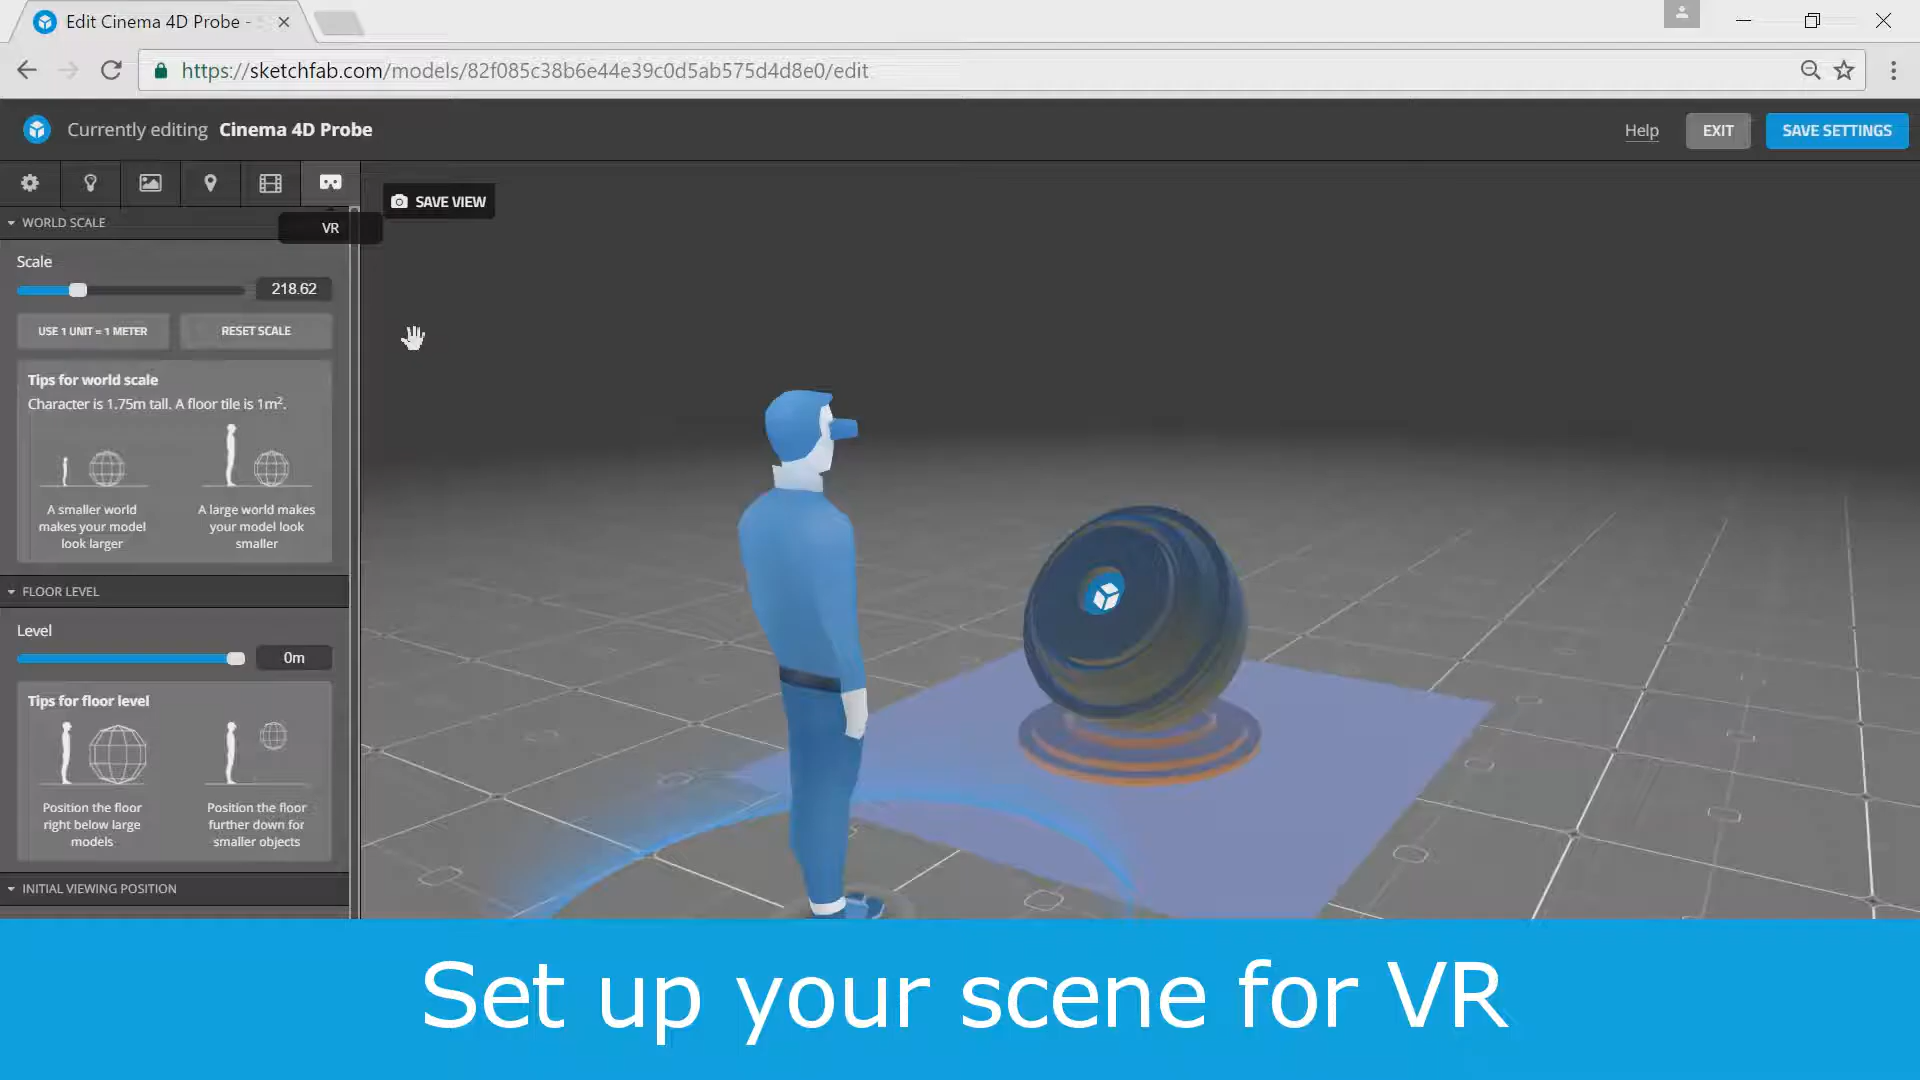 Edit Cinema 4D Probe -
https://sketchfab.com/models/82f085c38b6e44e39c0d5ab575d4d8e0/edit
Currently editing Cinema 4D Probe
Help
EXIT
SAVE SETTINGS
SAVE VIEW
WORLD SCALE
VR
Scale
218.62
USE 1 UNIT = 1 METER
RESET SCALE
Tips for world scale
Character is 1.75m tall. A floor tile is 1m².
A smaller world
makes your model
look larger
A large world makes
your model look
smaller
FLOOR LEVEL
Level
0m
Tips for floor level
Position the floor
right below large
models
Position the floor
further down for
smaller objects
INITIAL VIEWING POSITION
Set up your scene for VR